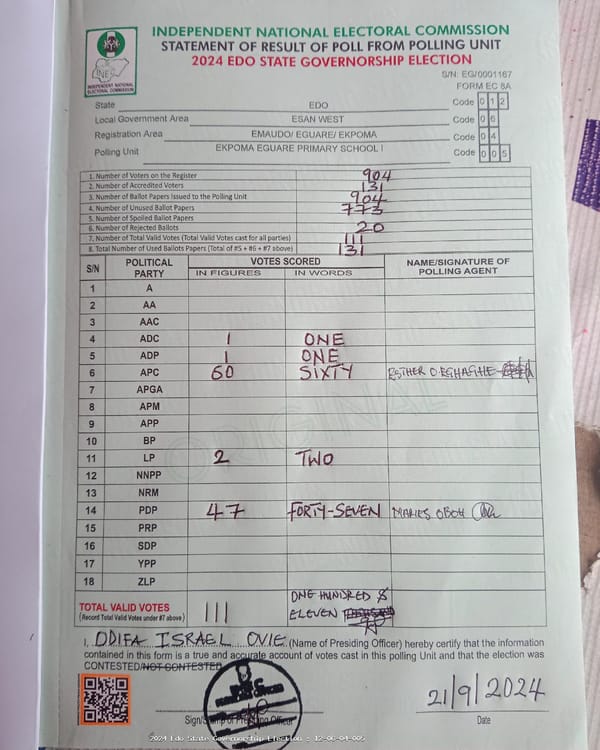 INDEPENDENT NATIONAL ELECTORAL COMMISSION
STATEMENT OF RESULT OF POLL FROM POLLING UNIT
2024 EDO STATE GOVERNORSHIP ELECTION
INEC
INDEPENDENT NATIONAL
ELECTORAL COMMISSION
S/N: EG/0001167
FORM EC 8A
State EDO Code 0 1 2
Local Government Area ESAN WEST Code 0 6
Registration Area EMAUDO/ EGUARE/ EKPOMA Code 0 4
Polling Unit EKPOMA EGUARE PRIMARY SCHOOL I Code 0 0 5
1. Number of Voters on the Register 904
2. Number of Accredited Voters 131
3. Number of Ballot Papers Issued to the Polling Unit 904
4. Number of Unused Ballot Papers 773
5. Number of Spoiled Ballot Papers
6. Number of Rejected Ballots 20
7. Number of Total Valid Votes (Total Valid Votes cast for all parties) 111
8. Total Number of Used Ballots Papers (Total of #5 + #6 + #7 above) 131
S/N POLITICAL PARTY VOTES SCORED NAME/SIGNATURE OF POLLING AGENT
IN FIGURES IN WORDS
1 A
2 AA
3 AAC
4 ADC 1 ONE
5 ADP 1 ONE
6 APC 60 SIXTY ESTHER
7 APGA
8 APM
9 APP
10 BP
11 LP 2 TWO
12 NNPP
13 NRM
14 PDP 47 FORTY-SEVEN OBOH
15 PRP
16 SDP
17 YPP
18 ZLP
ORIGINAL
TOTAL VALID VOTES 111 ONE HUNDRED &
(Record Total Valid Votes under #7 above) ELEVEN
I, ODIFA ISRAEL OVIE (Name of Presiding Officer) hereby certify that the information
contained in this form is a true and accurate account of votes cast in this polling Unit and that the election was
CONTESTED/NOT CONTESTED
21/9/2024
Sign/Stamp of Presiding Officer Date
2024 Edo State Governorship Election : 12-06-04-005